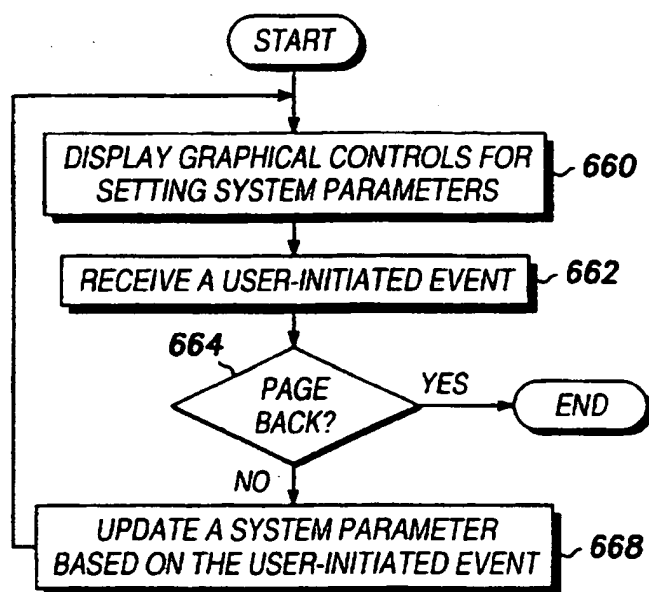 START
DISPLAY GRAPHICAL CONTROLS FOR
SETTING SYSTEM PARAMETERS
660
RECEIVE A USER-INITIATED EVENT
662
664
PAGE
BACK?
YES
END
NO
UPDATE A SYSTEM PARAMETER
BASED ON THE USER-INITIATED EVENT
668